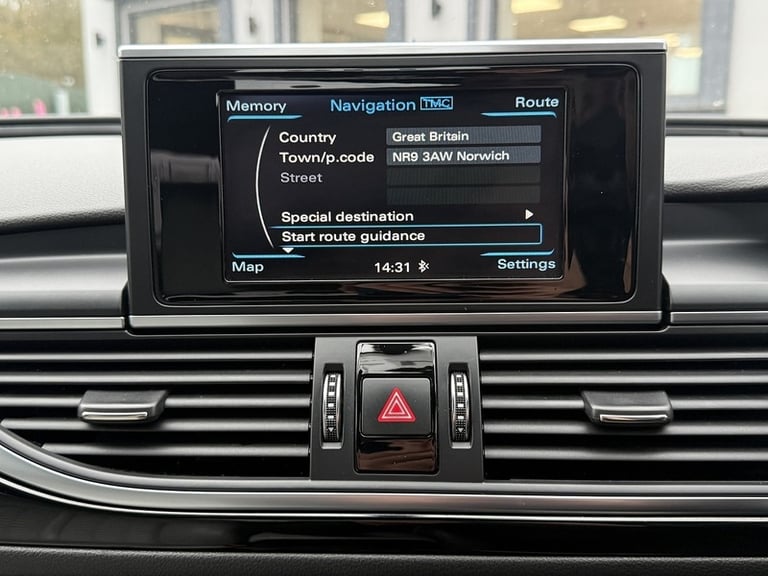 Memory Navigation TMC Route
Country Great Britain
Town/p.code NR9 3AW Norwich
Street
Special destination
Start route guidance
Map 14:31 Settings